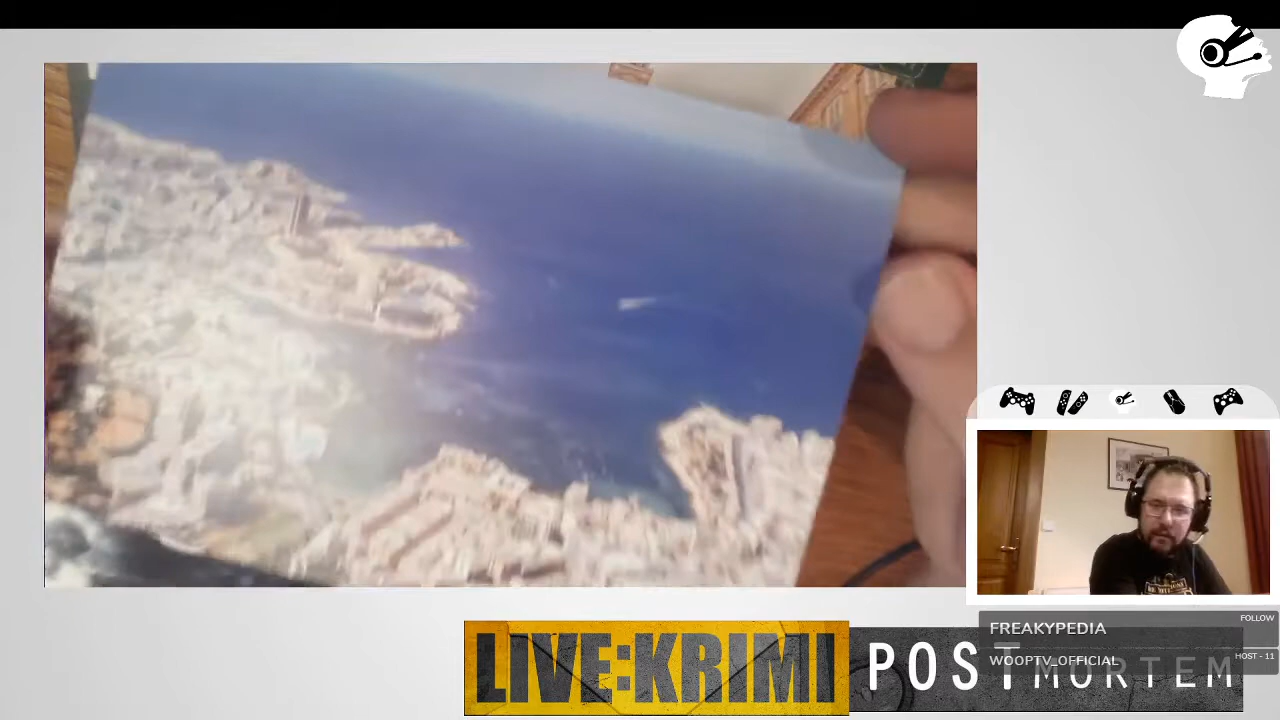 FOLLOW
FREAKYPEDIA
HOST - 11
WOOPTV_OFFICIAL
LIVE:KRIMI POSTMORTEM